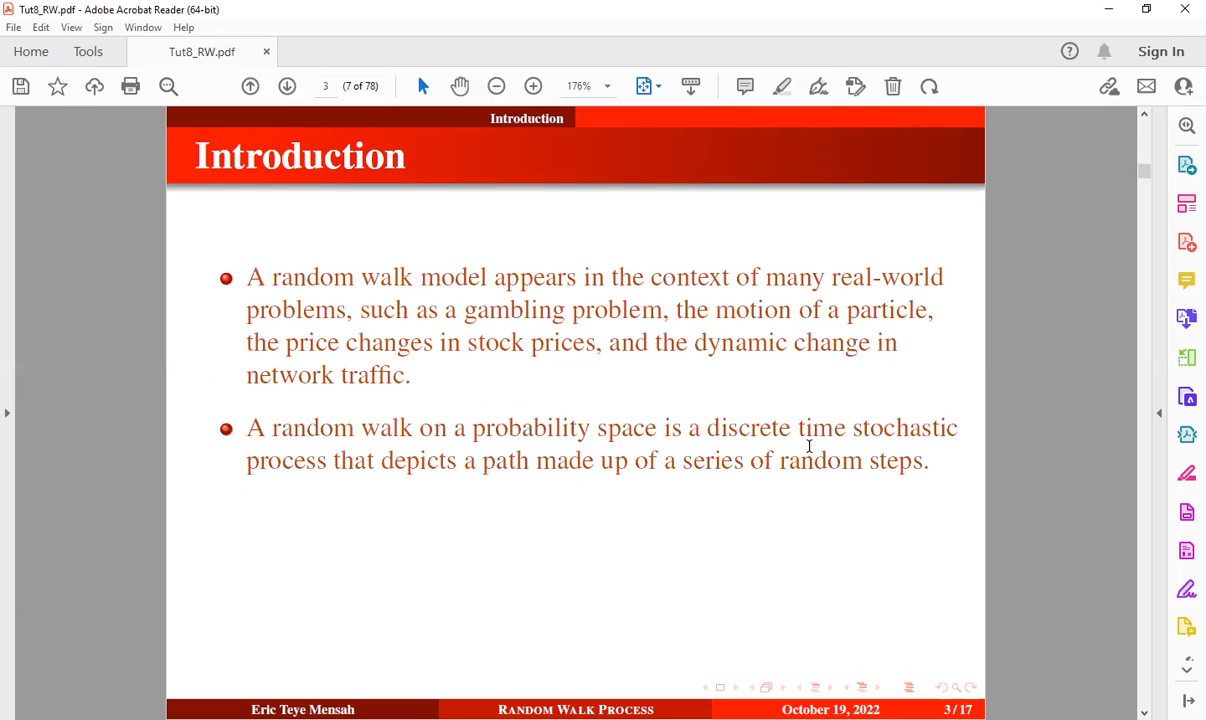 Tut8_RW.pdf - Adobe Acrobat Reader (64-bit)
File Edit View Sign Window Help
Home Tools Tut8_RW.pdf × Sign In
3 (7 of 78) 176%
Introduction
Introduction
A random walk model appears in the context of many real-world
problems, such as a gambling problem, the motion of a particle,
the price changes in stock prices, and the dynamic change in
network traffic.
A random walk on a probability space is a discrete time stochastic
process that depicts a path made up of a series of random steps.
Eric Teye Mensah RANDOM WALK PROCESS October 19, 2022 3 / 17